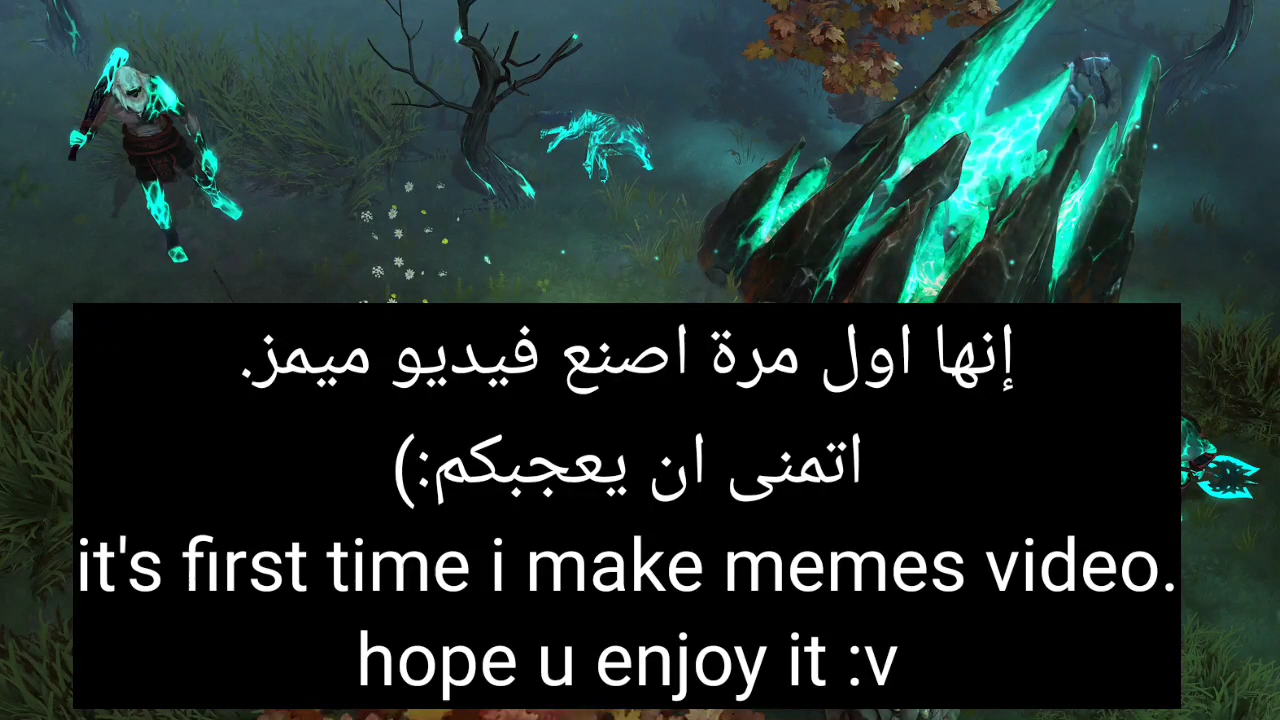 إنها اول مرة اصنع فيديو ميمز.
اتمنى ان يعجبكم:)
it's first time i make memes video.
hope u enjoy it :v